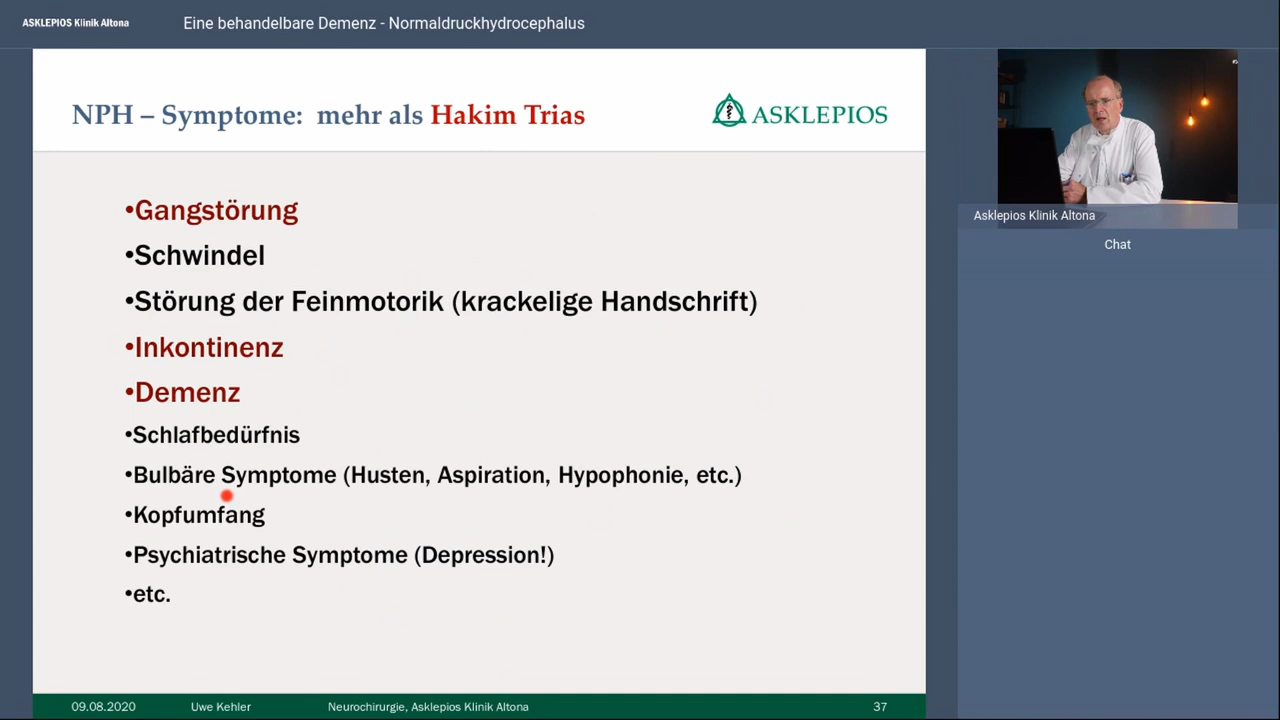 ASKLEPIOS Klinik Altona
Eine behandelbare Demenz - Normaldruckhydrocephalus
NPH – Symptome: mehr als Hakim Trias
ASKLEPIOS
•Gangstörung
•Schwindel
•Störung der Feinmotorik (krackelige Handschrift)
•Inkontinenz
•Demenz
•Schlafbedürfnis
•Bulbäre Symptome (Husten, Aspiration, Hypophonie, etc.)
•Kopfumfang
•Psychiatrische Symptome (Depression!)
•etc.
09.08.2020 Uwe Kehler Neurochirurgie, Asklepios Klinik Altona 37
Asklepios Klinik Altona
Chat